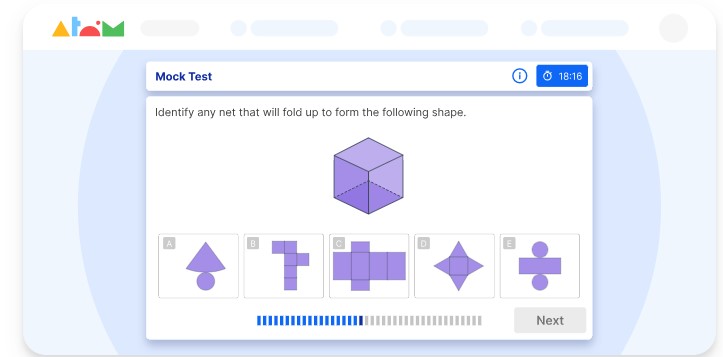 Atom
Mock Test
i
18:16
Identify any net that will fold up to form the following shape.
A
B
C
D
E
Next